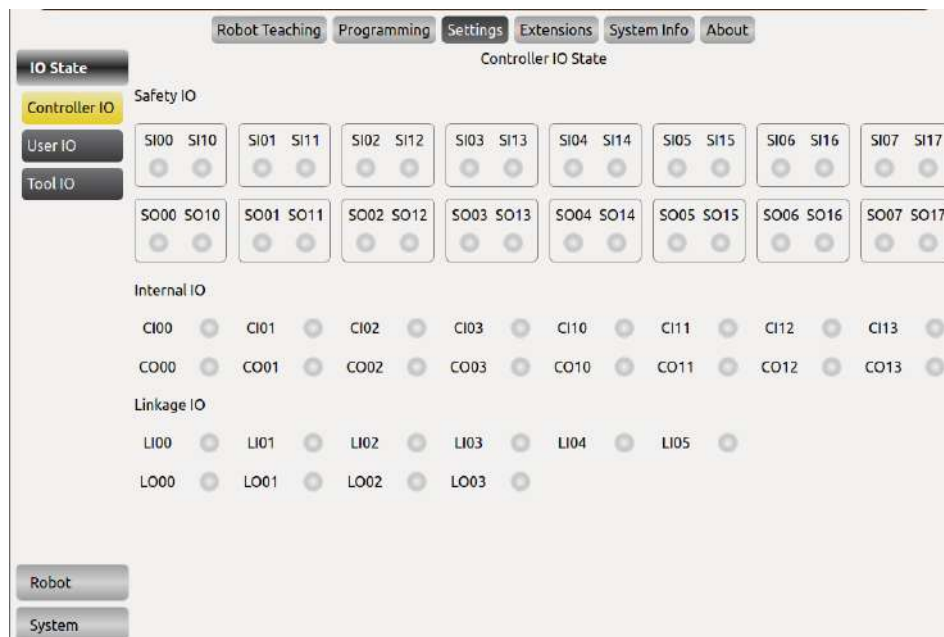 Robot Teaching Programming Settings Extensions System Info About
Controller IO State
IO State
Controller IO
User IO
Tool IO
Safety IO
SI00 SI10 SI01 SI11 SI02 SI12 SI03 SI13 SI04 SI14 SI05 SI15 SI06 SI16 SI07 SI17
SO00 SO10 SO01 SO11 SO02 SO12 SO03 SO13 SO04 SO14 SO05 SO15 SO06 SO16 SO07 SO17
Internal IO
CI00 CI01 CI02 CI03 CI10 CI11 CI12 CI13
CO00 CO01 CO02 CO03 CO10 CO11 CO12 CO13
Linkage IO
LI00 LI01 LI02 LI03 LI04 LI05
LO00 LO01 LO02 LO03
Robot
System